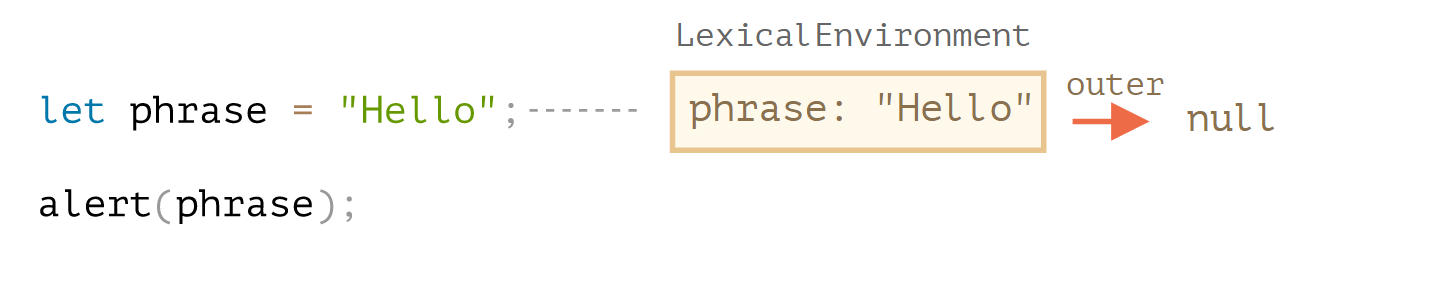 LexicalEnvironment
let phrase = "Hello"; phrase: "Hello" outer null
alert(phrase);